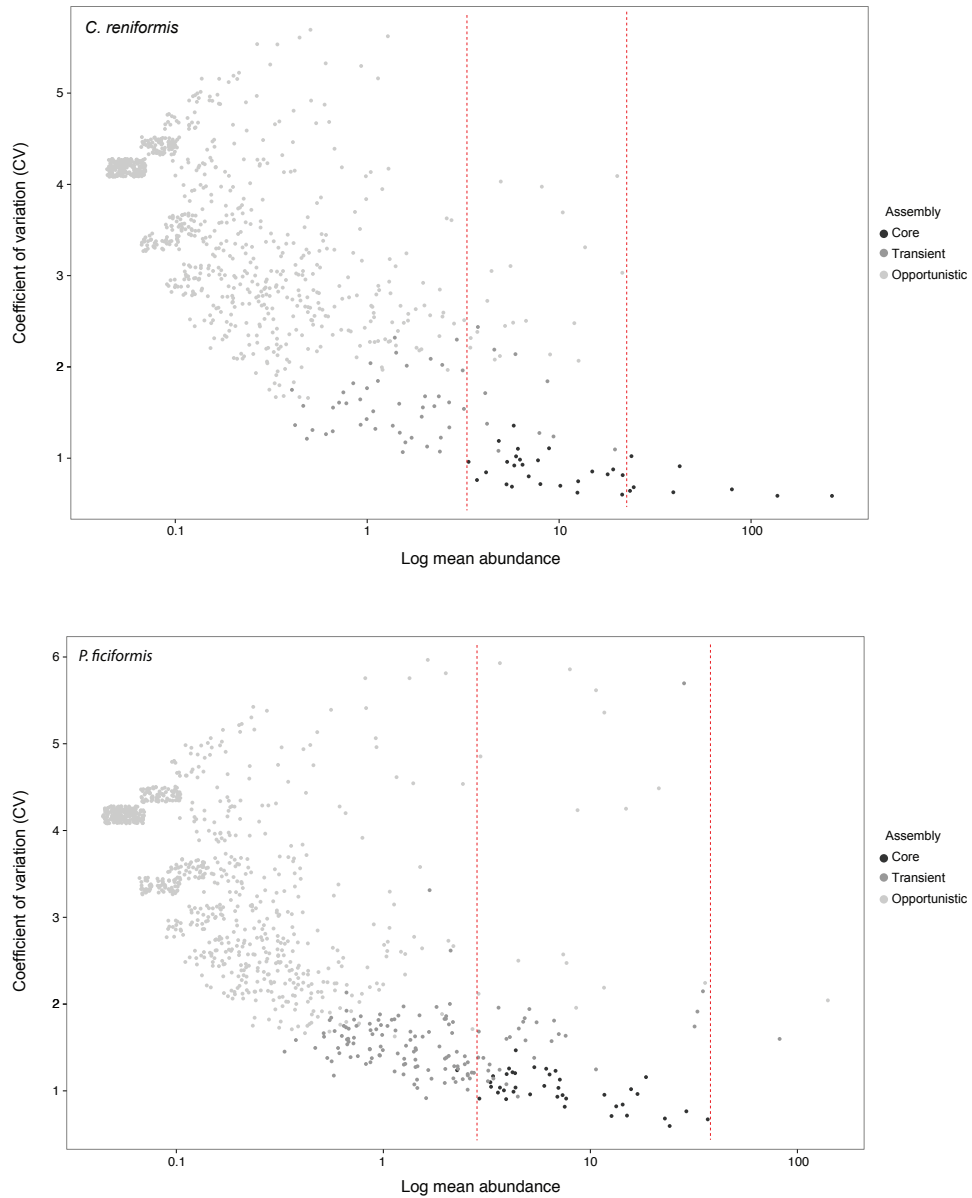 C. reniformis
Coefficient of variation (CV)
5
4
3
2
1
0.1 1 10 100
Log mean abundance
Assembly
Core
Transient
Opportunistic
P. ficiformis
Coefficient of variation (CV)
6
5
4
3
2
1
0.1 1 10 100
Log mean abundance
Assembly
Core
Transient
Opportunistic